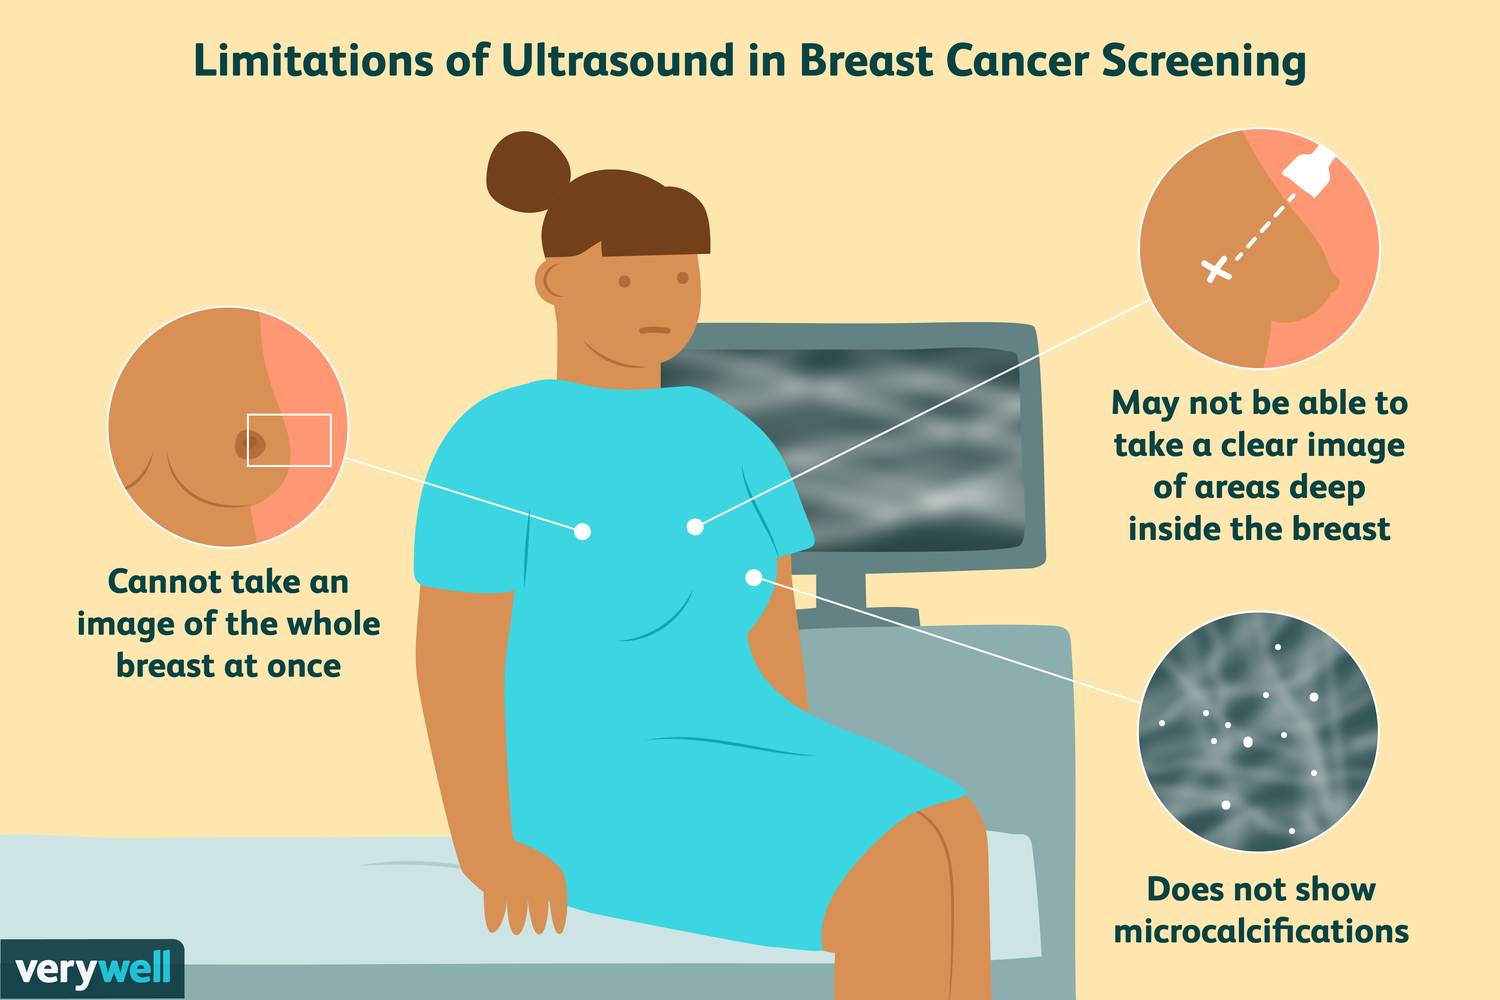 Limitations of Ultrasound in Breast Cancer Screening
Cannot take an
image of the whole
breast at once
May not be able to
take a clear image
of areas deep
inside the breast
Does not show
microcalcifications
verywell